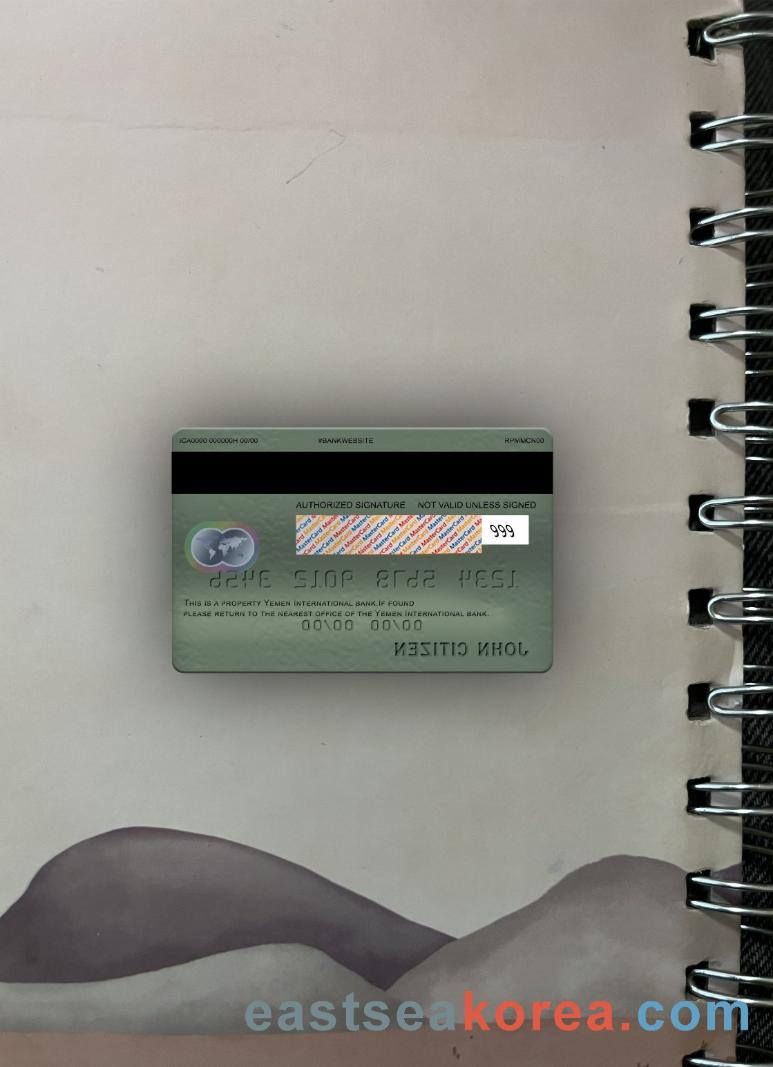 ICA0000 000000H 00/00 #BANKWEBSITE RPMMCN00
AUTHORIZED SIGNATURE NOT VALID UNLESS SIGNED
MasterCard MasterCard MasterCard MasterCard
999
1234 5678 9012 3456
THIS IS A PROPERTY YEMEN INTERNATIONAL BANK.IF FOUND
PLEASE RETURN TO THE NEAREST OFFICE OF THE YEMEN INTERNATIONAL BANK.
00/00 00/00
JOHN CITIZEN
eastseakorea.com